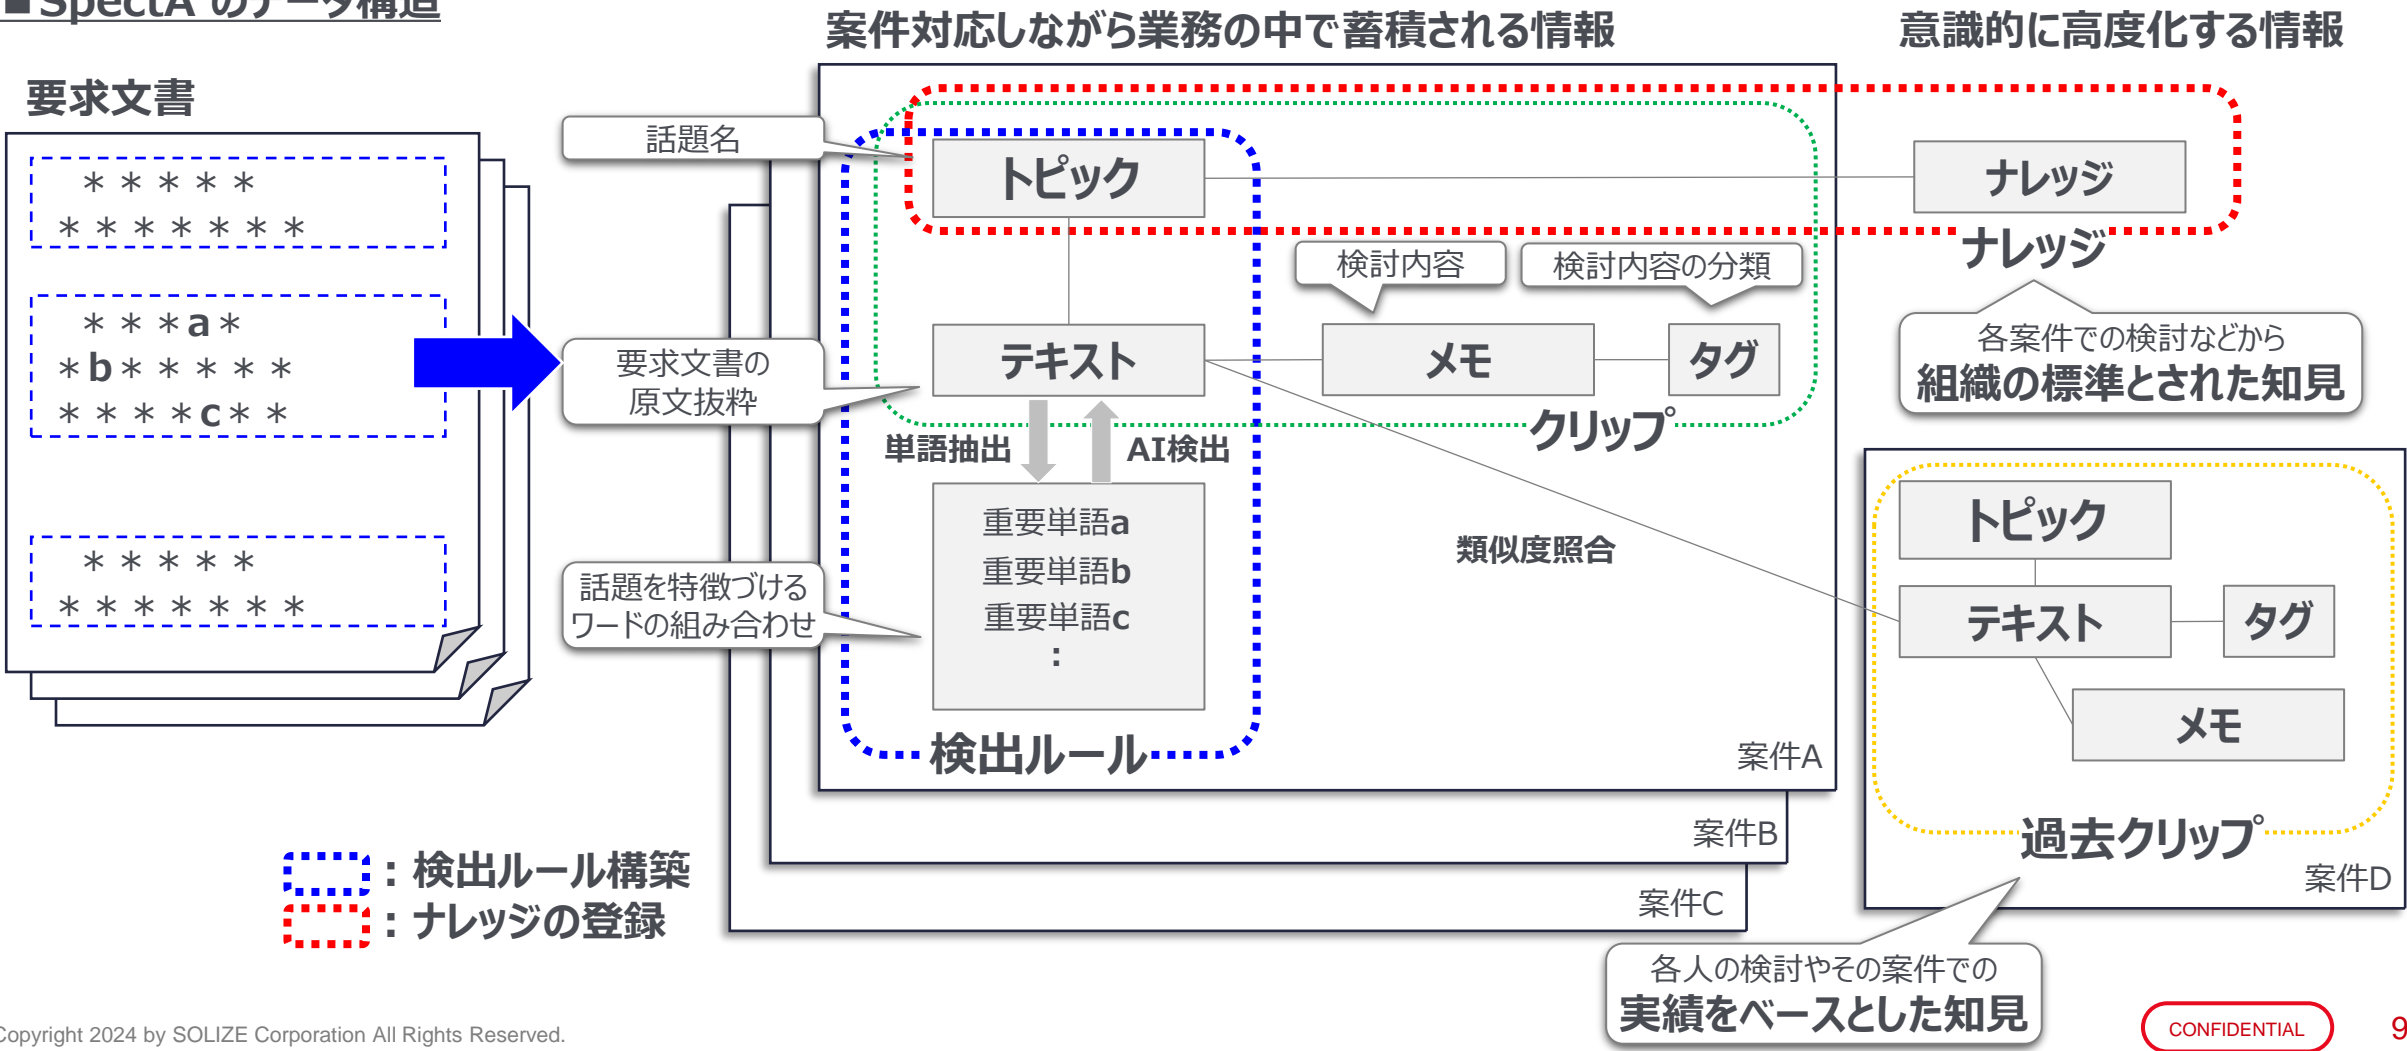 ■SpectA のデータ構造
案件対応しながら業務の中で蓄積される情報
意識的に高度化する情報
要求文書
＊＊＊＊＊
＊＊＊＊＊＊＊
＊＊＊a＊
＊b＊＊＊＊＊
＊＊＊＊c＊＊
＊＊＊＊＊
＊＊＊＊＊＊＊
話題名
トピック
ナレッジ
ナレッジ
検討内容
検討内容の分類
各案件での検討などから
組織の標準とされた知見
要求文書の
原文抜粋
テキスト
メモ
タグ
クリップ
単語抽出
AI検出
重要単語a
重要単語b
重要単語c
：
話題を特徴づける
ワードの組み合わせ
検出ルール
類似度照合
案件A
案件B
案件C
トピック
テキスト
タグ
メモ
過去クリップ
案件D
各人の検討やその案件での
実績をベースとした知見
：検出ルール構築
：ナレッジの登録
Copyright 2024 by SOLIZE Corporation All Rights Reserved.
CONFIDENTIAL
9